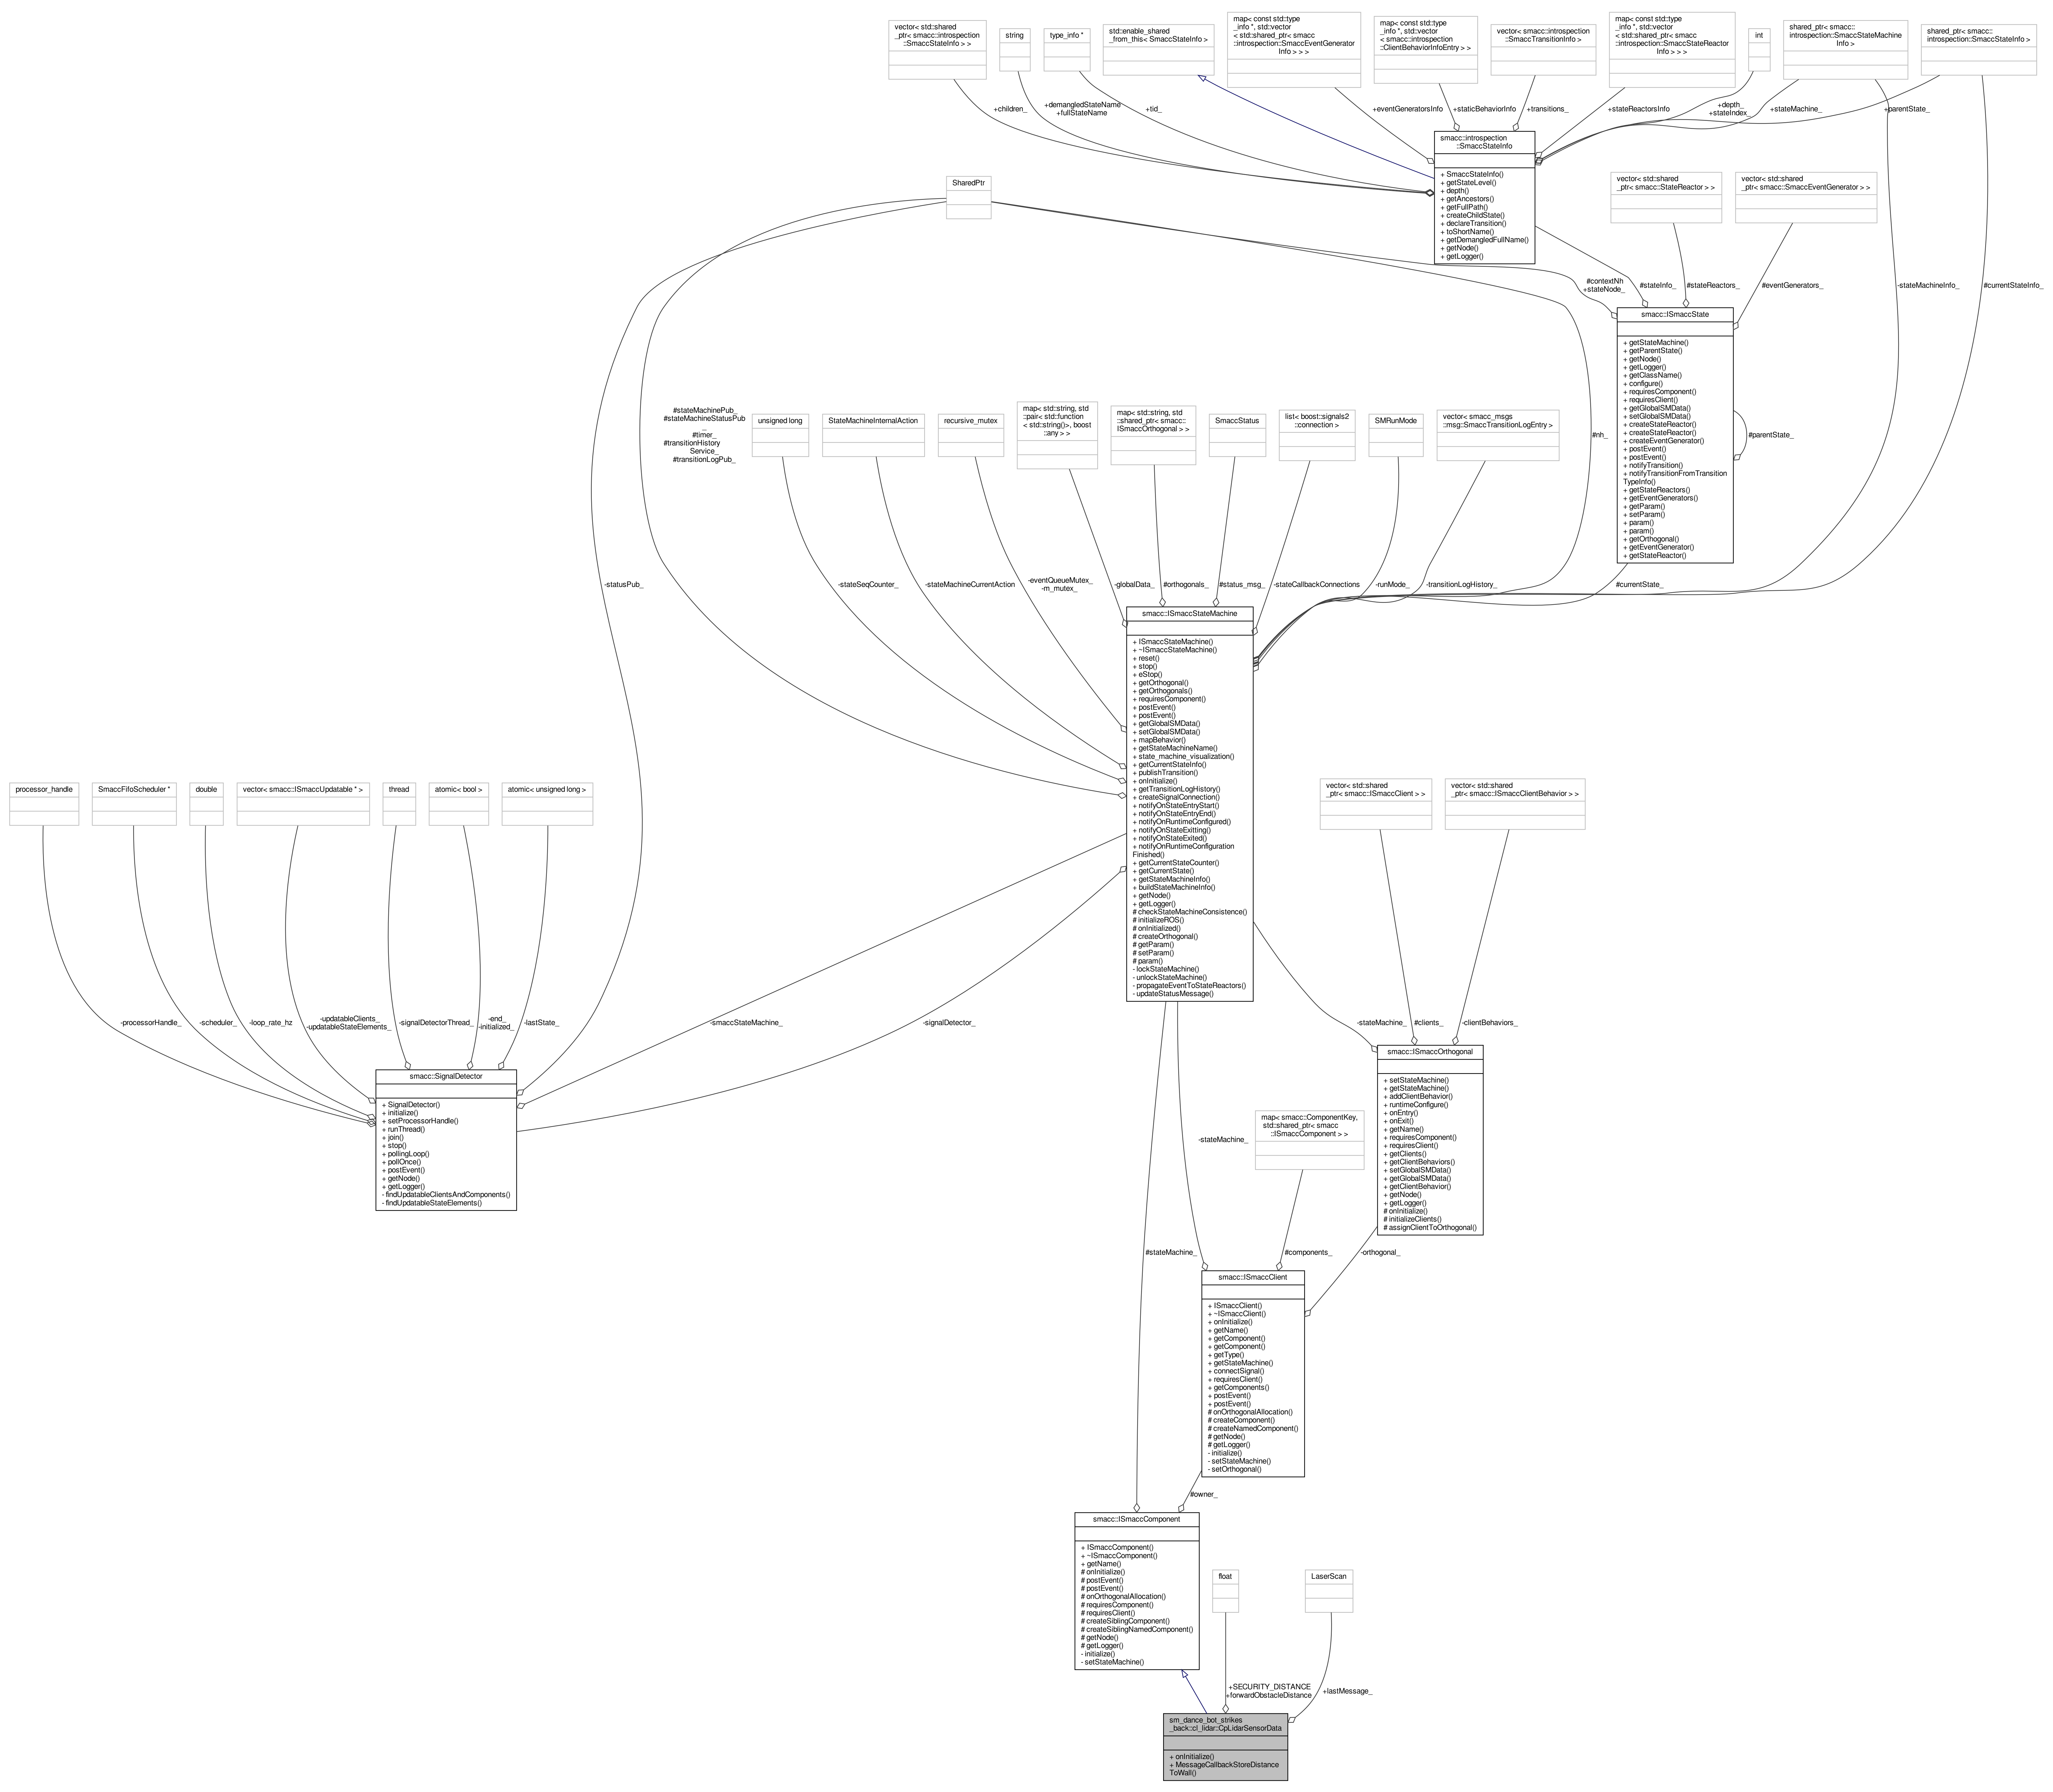 vector< std::shared
_ptr< smacc::introspection
::SmaccStateInfo > >
string
type_info *
std::enable_shared
_from_this< SmaccStateInfo >
map< const std::type
_info *, std::vector
< std::shared_ptr< smacc
::introspection::SmaccEventGenerator
Info > > >
map< const std::type
_info *, std::vector
< smacc::introspection
::ClientBehaviorInfoEntry > >
vector< smacc::introspection
::SmaccTransitionInfo >
map< const std::type
_info *, std::vector
< std::shared_ptr< smacc
::introspection::SmaccStateReactor
Info > > >
int
shared_ptr< smacc::
introspection::SmaccStateMachine
Info >
shared_ptr< smacc::
introspection::SmaccStateInfo >
+children_
+demangledStateName
+fullStateName
+tid_
+eventGeneratorsInfo
+staticBehaviorInfo
+transitions_
+stateReactorsInfo
+depth_
+stateIndex_
+stateMachine_
+parentState_
smacc::introspection
::SmaccStateInfo
+ SmaccStateInfo()
+ getStateLevel()
+ depth()
+ getAncestors()
+ getFullPath()
+ createChildState()
+ declareTransition()
+ toShortName()
+ getDemangledFullName()
+ getNode()
+ getLogger()
SharedPtr
vector< std::shared
_ptr< smacc::StateReactor > >
vector< std::shared
_ptr< smacc::SmaccEventGenerator > >
#contextNh
+stateNode_
#stateInfo_
#stateReactors_
#eventGenerators_
-stateMachineInfo_
#currentStateInfo_
smacc::ISmaccState
+ getStateMachine()
+ getParentState()
+ getNode()
+ getLogger()
+ getClassName()
+ configure()
+ requiresComponent()
+ requiresClient()
+ getGlobalSMData()
+ setGlobalSMData()
+ createStateReactor()
+ createStateReactor()
+ createEventGenerator()
+ postEvent()
+ postEvent()
+ notifyTransition()
+ notifyTransitionFromTransition
TypeInfo()
+ getStateReactors()
+ getEventGenerators()
+ getParam()
+ setParam()
+ param()
+ param()
+ getOrthogonal()
+ getEventGenerator()
+ getStateReactor()
#parentState_
#stateMachinePub_
#stateMachineStatusPub
_
#timer_
#transitionHistory
Service_
#transitionLogPub_
unsigned long
StateMachineInternalAction
recursive_mutex
map< std::string, std
::pair< std::function
< std::string()>, boost
::any > >
map< std::string, std
::shared_ptr< smacc::
ISmaccOrthogonal > >
SmaccStatus
list< boost::signals2
::connection >
SMRunMode
vector< smacc_msgs
::msg::SmaccTransitionLogEntry >
#nh_
-statusPub_
-stateSeqCounter_
-stateMachineCurrentAction
-eventQueueMutex_
-m_mutex_
-globalData_
#orthogonals_
#status_msg_
-stateCallbackConnections
-runMode_
-transitionLogHistory_
#currentState_
smacc::ISmaccStateMachine
+ ISmaccStateMachine()
+ ~ISmaccStateMachine()
+ reset()
+ stop()
+ eStop()
+ getOrthogonal()
+ getOrthogonals()
+ requiresComponent()
+ postEvent()
+ postEvent()
+ getGlobalSMData()
+ setGlobalSMData()
+ mapBehavior()
+ getStateMachineName()
+ state_machine_visualization()
+ getCurrentStateInfo()
+ publishTransition()
+ onInitialize()
+ getTransitionLogHistory()
+ createSignalConnection()
+ notifyOnStateEntryStart()
+ notifyOnStateEntryEnd()
+ notifyOnRuntimeConfigured()
+ notifyOnStateExitting()
+ notifyOnStateExited()
+ notifyOnRuntimeConfiguration
Finished()
+ getCurrentStateCounter()
+ getCurrentState()
+ getStateMachineInfo()
+ buildStateMachineInfo()
+ getNode()
+ getLogger()
# checkStateMachineConsistence()
# initializeROS()
# onInitialized()
# createOrthogonal()
# getParam()
# setParam()
# param()
- lockStateMachine()
- unlockStateMachine()
- propagateEventToStateReactors()
- updateStatusMessage()
processor_handle
SmaccFifoScheduler *
double
vector< smacc::ISmaccUpdatable * >
thread
atomic< bool >
atomic< unsigned long >
vector< std::shared
_ptr< smacc::ISmaccClient > >
vector< std::shared
_ptr< smacc::ISmaccClientBehavior > >
-processorHandle_
-scheduler_
-loop_rate_hz
-updatableClients_
-updatableStateElements_
-signalDetectorThread_
-end_
-initialized_
-lastState_
-smaccStateMachine_
-signalDetector_
-stateMachine_
#clients_
-clientBehaviors_
smacc::SignalDetector
+ SignalDetector()
+ initialize()
+ setProcessorHandle()
+ runThread()
+ join()
+ stop()
+ pollingLoop()
+ pollOnce()
+ postEvent()
+ getNode()
+ getLogger()
- findUpdatableClientsAndComponents()
- findUpdatableStateElements()
smacc::ISmaccOrthogonal
+ setStateMachine()
+ getStateMachine()
+ addClientBehavior()
+ runtimeConfigure()
+ onEntry()
+ onExit()
+ getName()
+ requiresComponent()
+ requiresClient()
+ getClients()
+ getClientBehaviors()
+ setGlobalSMData()
+ getGlobalSMData()
+ getClientBehavior()
+ getNode()
+ getLogger()
# onInitialize()
# initializeClients()
# assignClientToOrthogonal()
map< smacc::ComponentKey,
std::shared_ptr< smacc
::ISmaccComponent > >
-stateMachine_
#stateMachine_
#components_
-orthogonal_
smacc::ISmaccClient
+ ISmaccClient()
+ ~ISmaccClient()
+ onInitialize()
+ getName()
+ getComponent()
+ getComponent()
+ getType()
+ getStateMachine()
+ connectSignal()
+ requiresClient()
+ getComponents()
+ postEvent()
+ postEvent()
# onOrthogonalAllocation()
# createComponent()
# createNamedComponent()
# getNode()
# getLogger()
- initialize()
- setStateMachine()
- setOrthogonal()
#owner_
smacc::ISmaccComponent
+ ISmaccComponent()
+ ~ISmaccComponent()
+ getName()
# onInitialize()
# postEvent()
# postEvent()
# onOrthogonalAllocation()
# requiresComponent()
# requiresClient()
# createSiblingComponent()
# createSiblingNamedComponent()
# getNode()
# getLogger()
- initialize()
- setStateMachine()
float
LaserScan
+SECURITY_DISTANCE
+forwardObstacleDistance
+lastMessage_
sm_dance_bot_strikes
_back::cl_lidar::CpLidarSensorData
+ onInitialize()
+ MessageCallbackStoreDistance
ToWall()